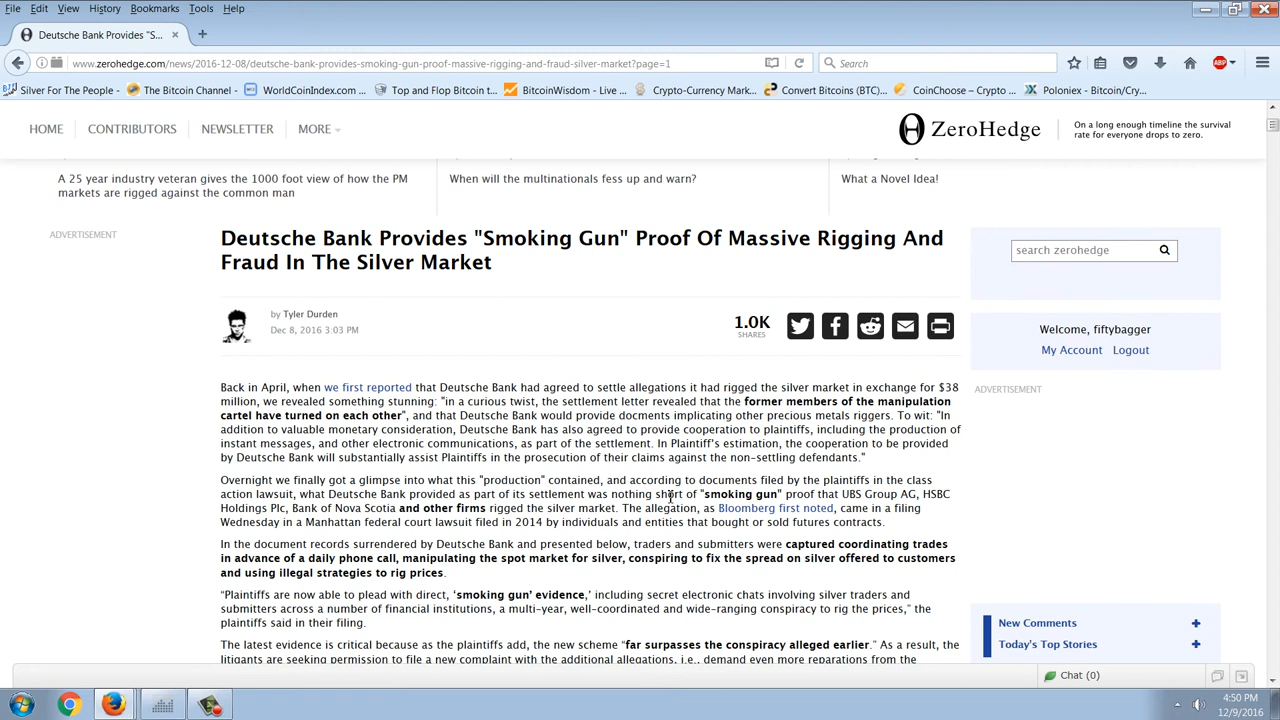 File Edit View History Bookmarks Tools Help
Deutsche Bank Provides "S...
www.zerohedge.com/news/2016-12-08/deutsche-bank-provides-smoking-gun-proof-massive-rigging-and-fraud-silver-market?page=1
Search
ABP
Silver For The People - The Bitcoin Channel - WorldCoinIndex.com ... Top and Flop Bitcoin t... BitcoinWisdom - Live ... Crypto-Currency Mark... Convert Bitcoins (BTC)... CoinChoose – Crypto ... Poloniex - Bitcoin/Cry...
HOME CONTRIBUTORS NEWSLETTER MORE
ZeroHedge
On a long enough timeline the survival
rate for everyone drops to zero.
A 25 year industry veteran gives the 1000 foot view of how the PM
markets are rigged against the common man
When will the multinationals fess up and warn?
What a Novel Idea!
ADVERTISEMENT
Deutsche Bank Provides "Smoking Gun" Proof Of Massive Rigging And
Fraud In The Silver Market
search zerohedge
by Tyler Durden
Dec 8, 2016 3:03 PM
1.0K
SHARES
Welcome, fiftybagger
My Account Logout
ADVERTISEMENT
Back in April, when we first reported that Deutsche Bank had agreed to settle allegations it had rigged the silver market in exchange for $38
million, we revealed something stunning: "in a curious twist, the settlement letter revealed that the former members of the manipulation
cartel have turned on each other", and that Deutsche Bank would provide docments implicating other precious metals riggers. To wit: "In
addition to valuable monetary consideration, Deutsche Bank has also agreed to provide cooperation to plaintiffs, including the production of
instant messages, and other electronic communications, as part of the settlement. In Plaintiff's estimation, the cooperation to be provided
by Deutsche Bank will substantially assist Plaintiffs in the prosecution of their claims against the non-settling defendants."
Overnight we finally got a glimpse into what this "production" contained, and according to documents filed by the plaintiffs in the class
action lawsuit, what Deutsche Bank provided as part of its settlement was nothing short of "smoking gun" proof that UBS Group AG, HSBC
Holdings Plc, Bank of Nova Scotia and other firms rigged the silver market. The allegation, as Bloomberg first noted, came in a filing
Wednesday in a Manhattan federal court lawsuit filed in 2014 by individuals and entities that bought or sold futures contracts.
In the document records surrendered by Deutsche Bank and presented below, traders and submitters were captured coordinating trades
in advance of a daily phone call, manipulating the spot market for silver, conspiring to fix the spread on silver offered to customers
and using illegal strategies to rig prices.
“Plaintiffs are now able to plead with direct, ‘smoking gun’ evidence,’ including secret electronic chats involving silver traders and
submitters across a number of financial institutions, a multi-year, well-coordinated and wide-ranging conspiracy to rig the prices,” the
plaintiffs said in their filing.
The latest evidence is critical because as the plaintiffs add, the new scheme “far surpasses the conspiracy alleged earlier.” As a result, the
litigants are seeking permission to file a new complaint with the additional allegations, i.e., demand even more reparations from the
New Comments +
Today's Top Stories +
Chat (0)
4:50 PM
12/9/2016